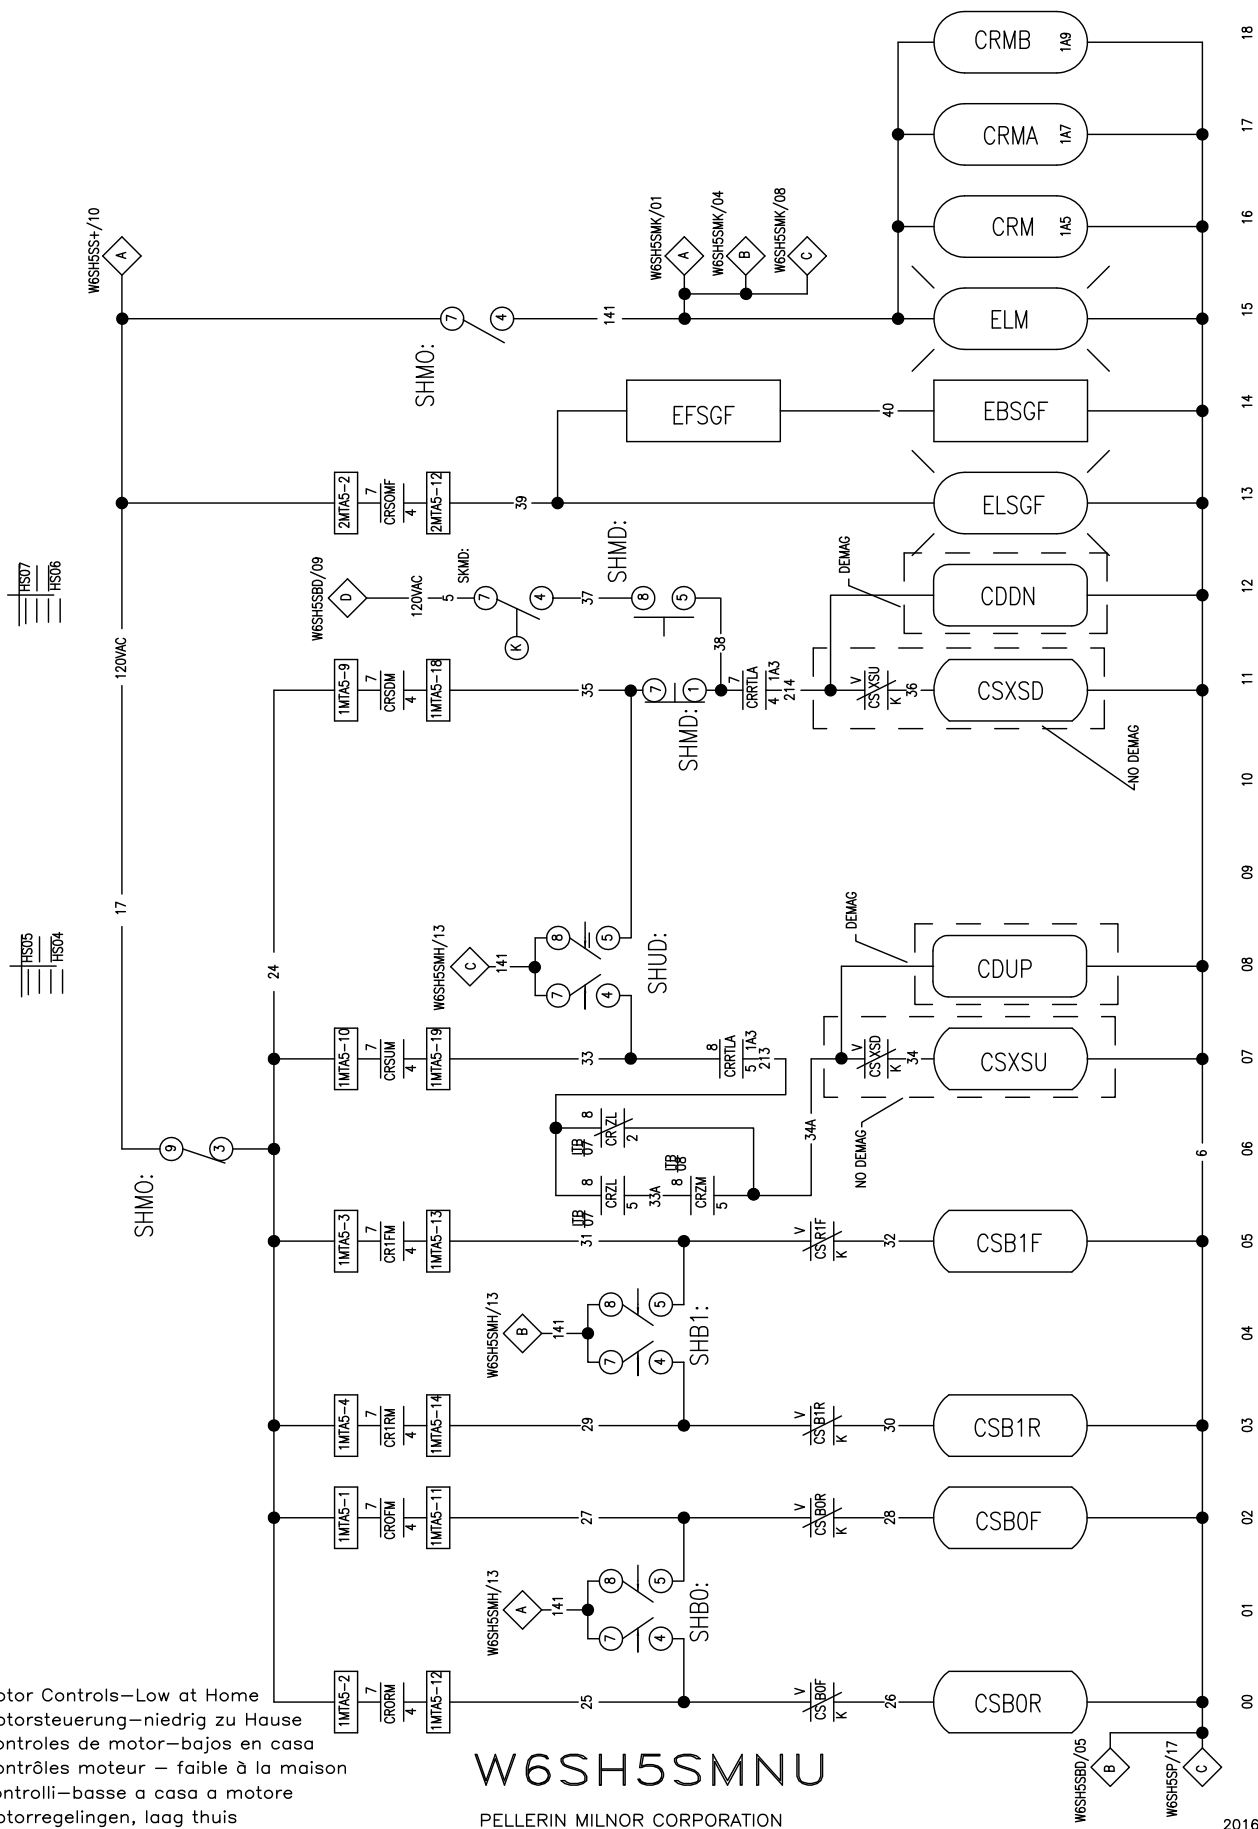 18
CRMB
1A9
17
CRMA
1A7
16
CRM
1A5
W6SH5SS+/10
A
W6SH5SMK/01
A
W6SH5SMK/04
B
W6SH5SMK/08
C
15
SHM0:
7
4
141
ELM
14
EFSGF
40
EBSGF
13
2MTA5-2
7
CRSOMF
4
2MTA5-12
39
ELSGF
HS07
HS06
12
120VAC
W6SH5SBD/09
D
120VAC
5
SKMD:
7
4
K
37
SHMD:
8
5
38
DEMAG
CDDN
11
1MTA5-9
7
CRSDM
4
1MTA5-18
35
SHMD:
7
1
7
CRRTLA
4
1A3
214
V
CSXSU
K
36
CSXSD
NO DEMAG
10
09
17
HS05
HS04
08
24
W6SH5SMH/13
C
141
8
5
7
4
SHUD:
DEMAG
CDUP
07
1MTA5-10
7
CRSUM
4
1MTA5-19
33
8
CRRTLA
5
1A3
213
V
CSXSD
K
34
CSXSU
NO DEMAG
06
SHM0:
9
3
JTB
07
8
CRZL
2
JTB
07
8
CRZL
5
33A
JTB
08
8
CRZM
5
34A
6
05
1MTA5-3
7
CR1FM
4
1MTA5-13
31
V
CSR1F
K
32
CSB1F
04
W6SH5SMH/13
B
141
8
5
7
4
SHB1:
03
1MTA5-4
7
CR1RM
4
1MTA5-14
29
V
CSB1R
K
30
CSB1R
02
1MTA5-1
7
CR0FM
4
1MTA5-11
27
V
CSB0R
K
28
CSB0F
01
W6SH5SMH/13
A
141
8
5
7
4
SHB0:
00
1MTA5-2
7
CR0RM
4
1MTA5-12
25
V
CSB0F
K
26
CSB0R
W6SH5SBD/05
B
W6SH5SP/17
C
otor Controls–Low at Home
otorsteuerung–niedrig zu Hause
ontroles de motor–bajos en casa
ontrôles moteur – faible à la maison
ontrolli–basse a casa a motore
otorregelingen, laag thuis
W6SH5SMNU
PELLERIN MILNOR CORPORATION
2016